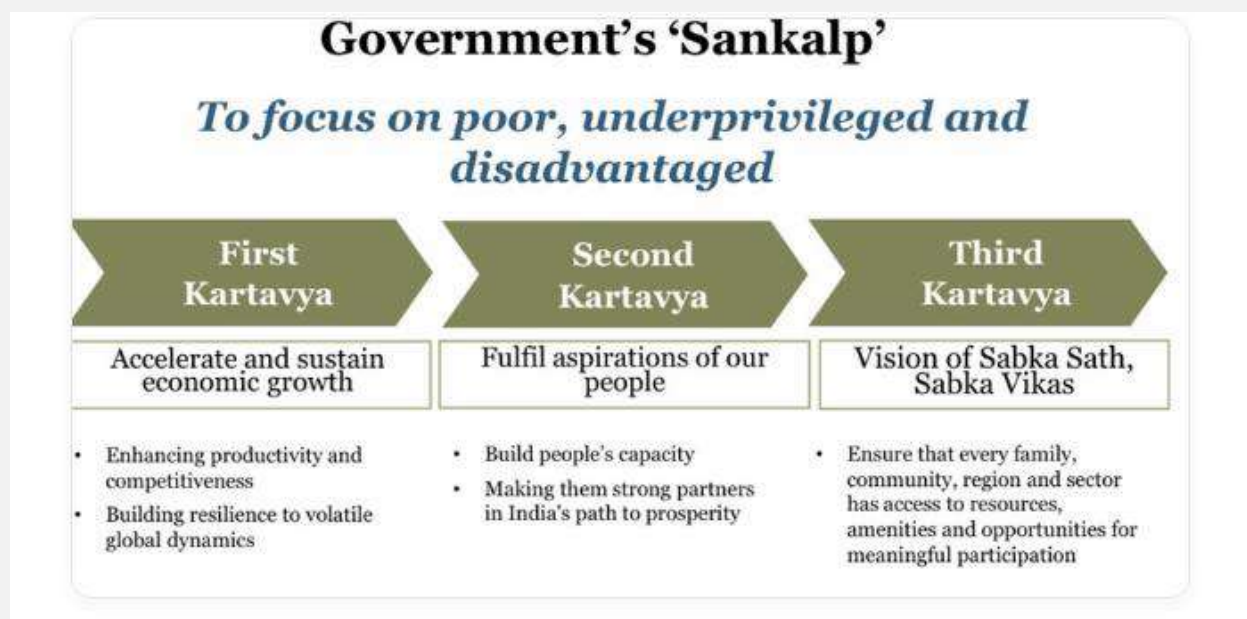 Government’s ‘Sankalp’
To focus on poor, underprivileged and
disadvantaged
First
Kartavya
Accelerate and sustain
economic growth
• Enhancing productivity and
competitiveness
• Building resilience to volatile
global dynamics
Second
Kartavya
Fulfil aspirations of our
people
• Build people’s capacity
• Making them strong partners
in India’s path to prosperity
Third
Kartavya
Vision of Sabka Sath,
Sabka Vikas
• Ensure that every family,
community, region and sector
has access to resources,
amenities and opportunities for
meaningful participation